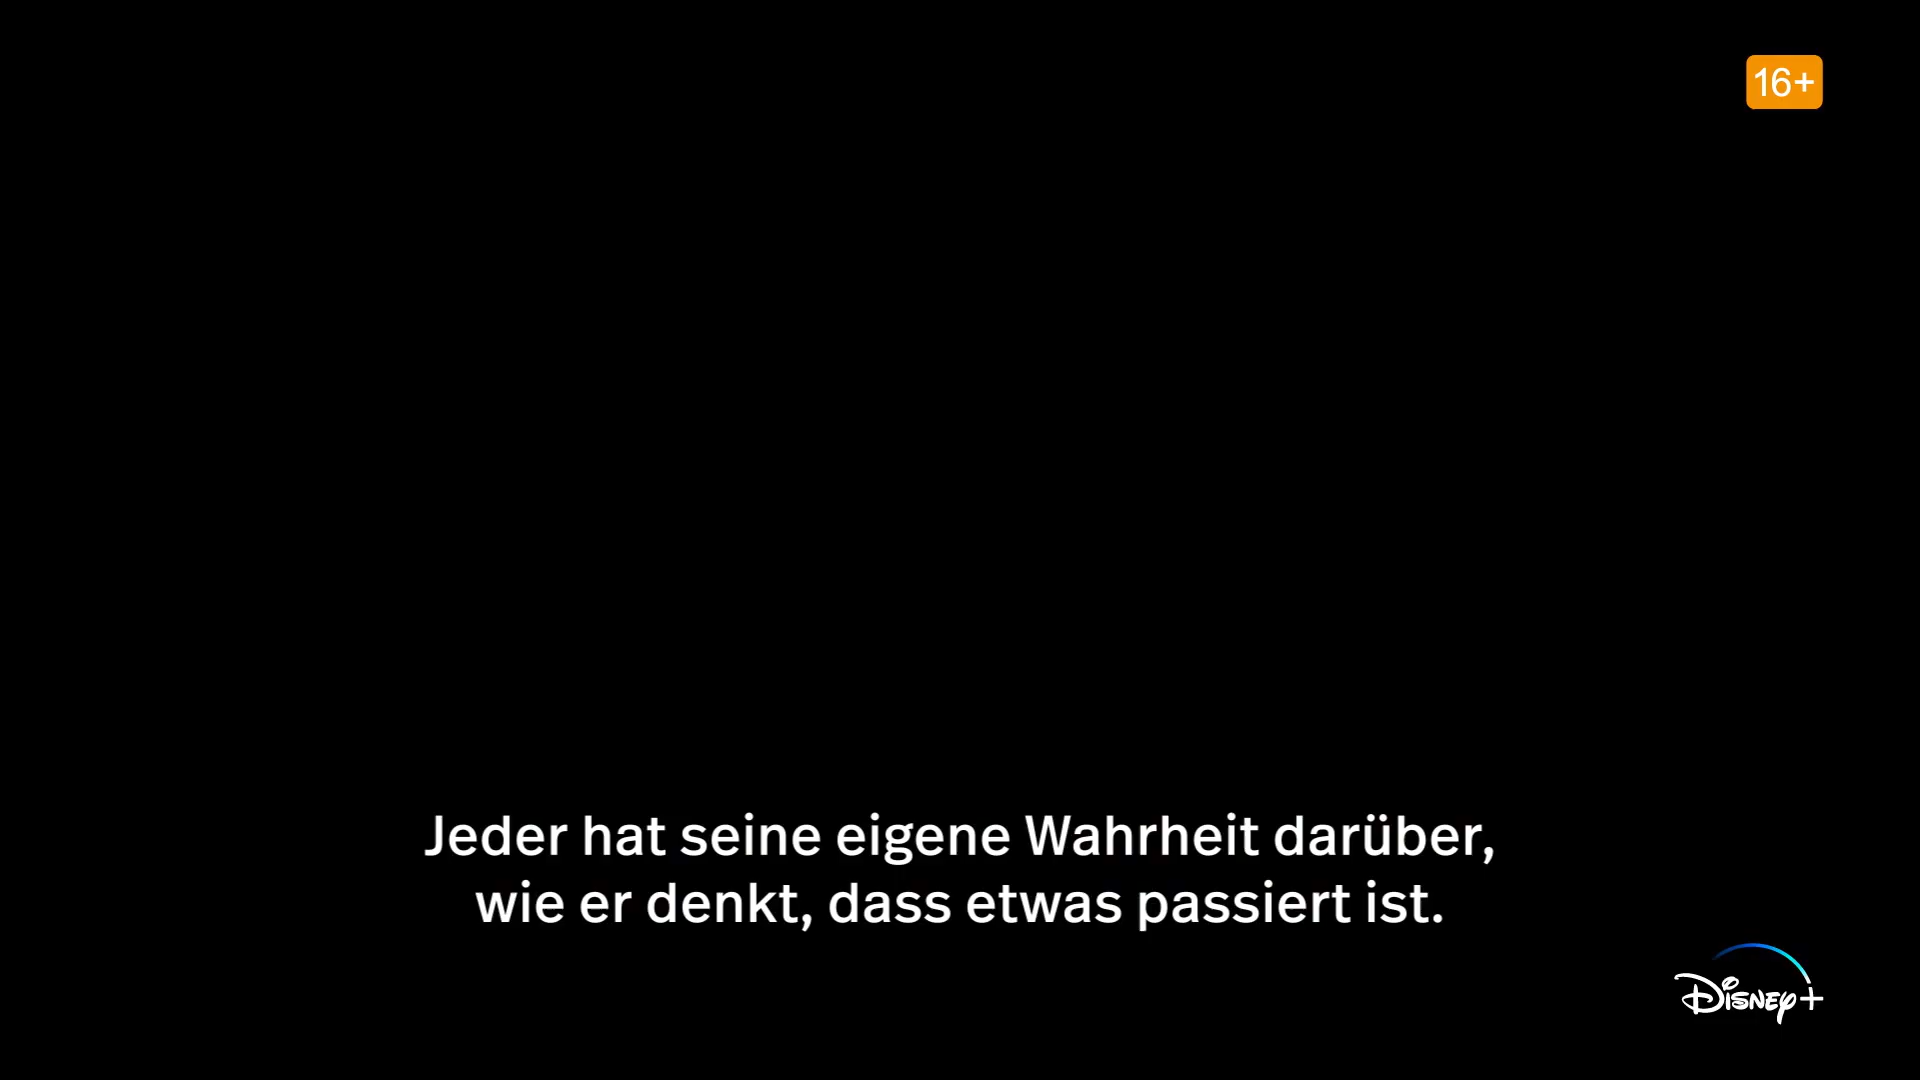 16+
Jeder hat seine eigene Wahrheit darüber,
wie er denkt, dass etwas passiert ist.
Disney+